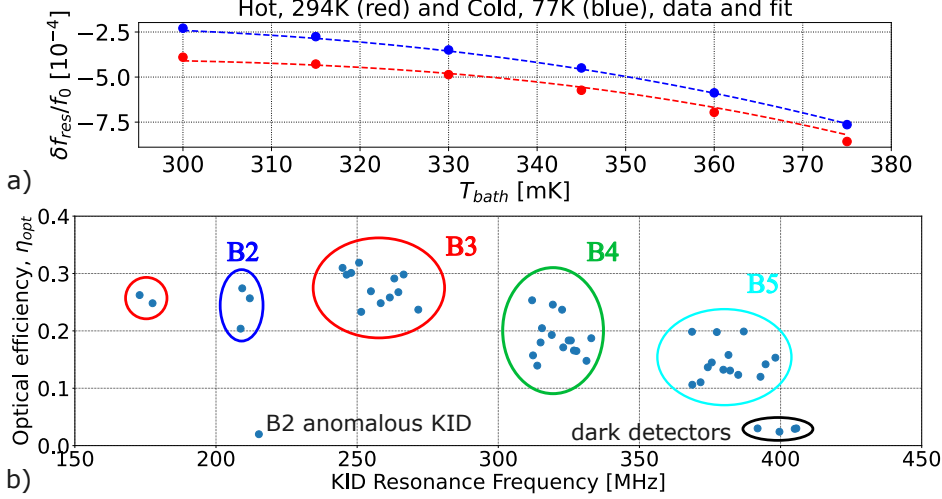 Hot, 294K (red) and Cold, 77K (blue), data and fit
δf_res/f_0 [10^−4]
−2.5
−5.0
−7.5
300 310 320 330 340 350 360 370 380
T_bath [mK]
a)
Optical efficiency, η_opt
0.4
0.3
0.2
0.1
0.0
B2
B3
B4
B5
B2 anomalous KID
dark detectors
150 200 250 300 350 400 450
KID Resonance Frequency [MHz]
b)